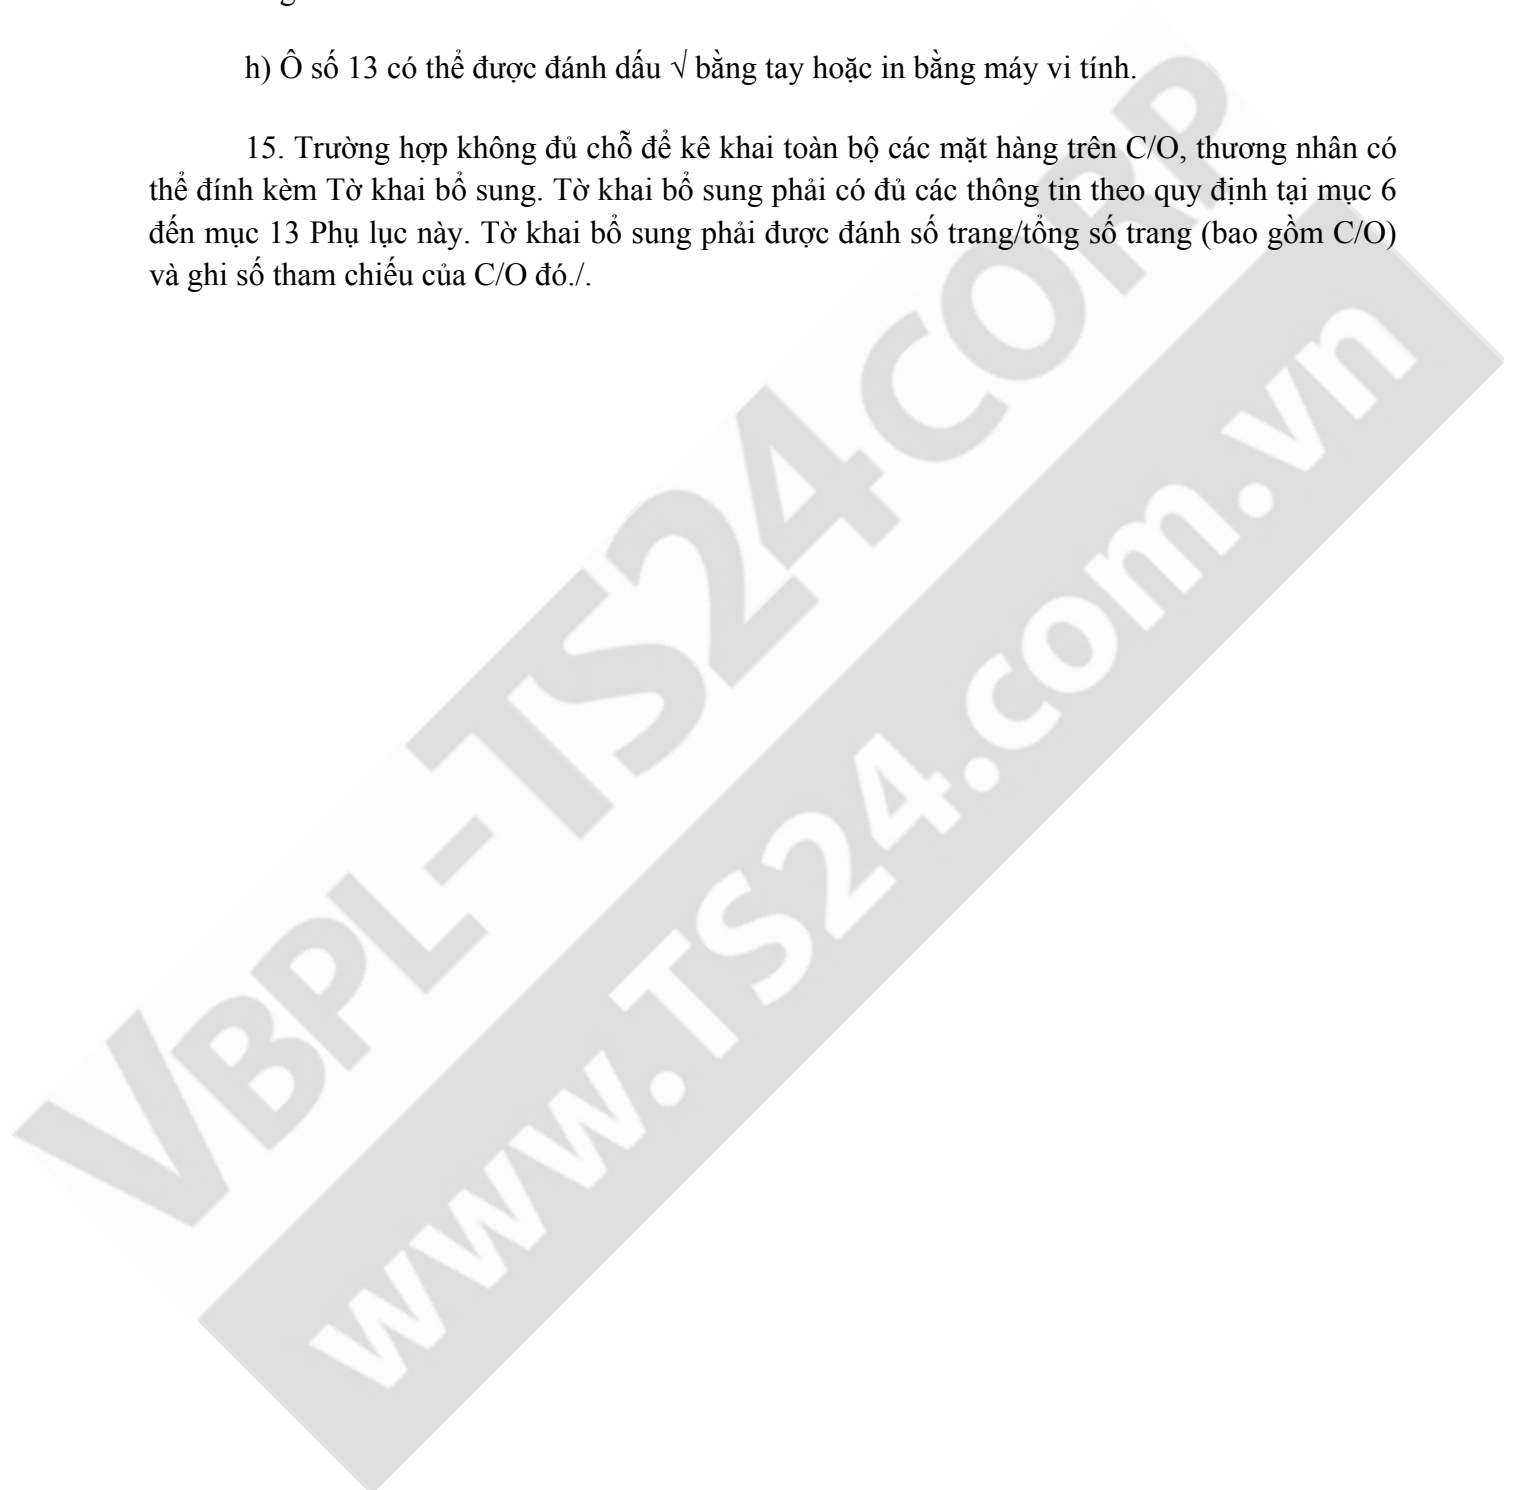 h) Ô số 13 có thể được đánh dấu √ bằng tay hoặc in bằng máy vi tính.
15. Trường hợp không đủ chỗ để kê khai toàn bộ các mặt hàng trên C/O, thương nhân có
thể đính kèm Tờ khai bổ sung. Tờ khai bổ sung phải có đủ các thông tin theo quy định tại mục 6
đến mục 13 Phụ lục này. Tờ khai bổ sung phải được đánh số trang/tổng số trang (bao gồm C/O)
và ghi số tham chiếu của C/O đó./.
VBPL-TS24CORP
www.TS24.com.vn